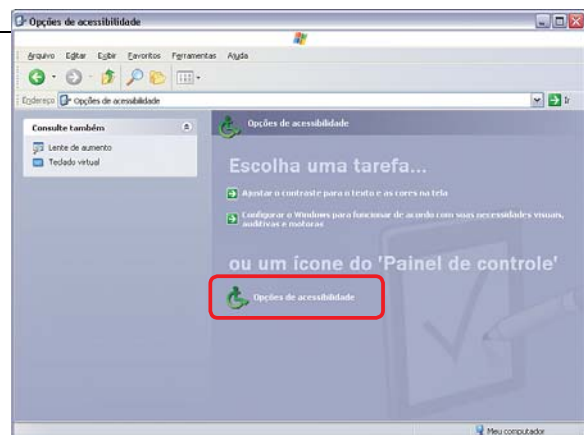 Opções de acessibilidade
Arquivo Editar Exibir Favoritos Ferramentas Ajuda
Endereço Opções de acessibilidade Ir
Consulte também
Lente de aumento
Teclado virtual
Opções de acessibilidade
Escolha uma tarefa...
Ajustar o contraste para o texto e as cores na tela
Configurar o Windows para funcionar de acordo com suas necessidades visuais,
auditivas e motoras
ou um ícone do 'Painel de controle'
Opções de acessibilidade
Meu computador